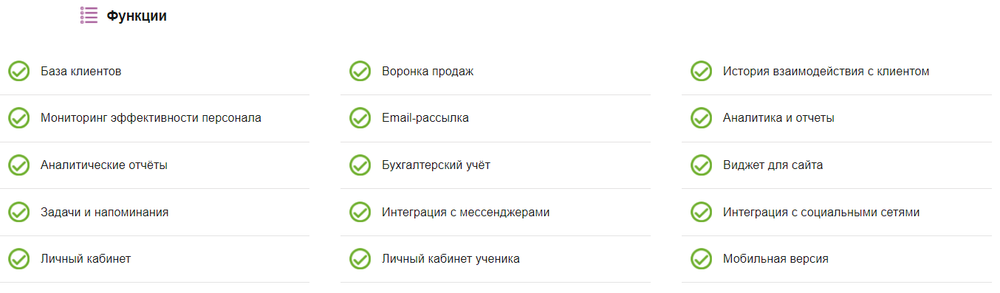 Функции
База клиентов
Воронка продаж
История взаимодействия с клиентом
Мониторинг эффективности персонала
Email-рассылка
Аналитика и отчеты
Аналитические отчёты
Бухгалтерский учёт
Виджет для сайта
Задачи и напоминания
Интеграция с мессенджерами
Интеграция с социальными сетями
Личный кабинет
Личный кабинет ученика
Мобильная версия